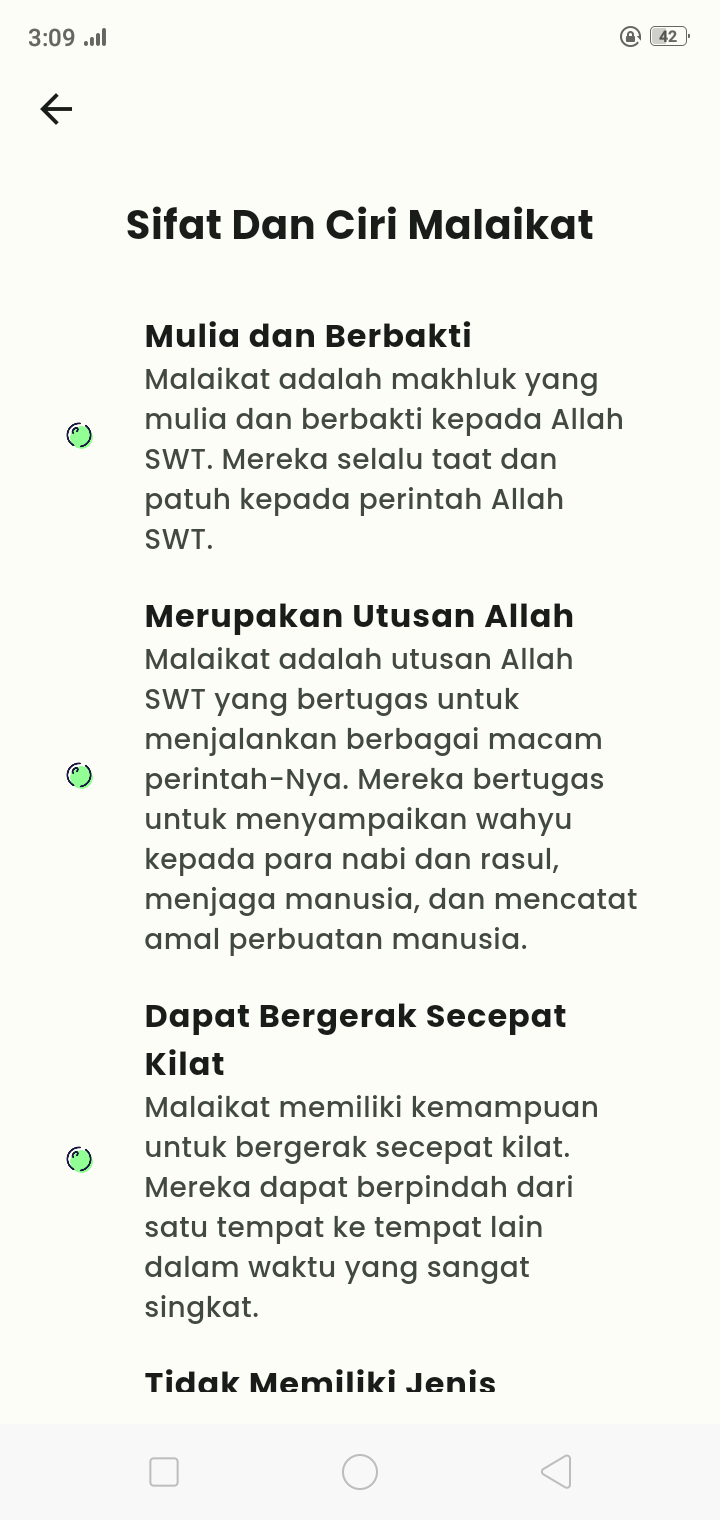 3:09
42
Sifat Dan Ciri Malaikat
Mulia dan Berbakti
Malaikat adalah makhluk yang
mulia dan berbakti kepada Allah
SWT. Mereka selalu taat dan
patuh kepada perintah Allah
SWT.
Merupakan Utusan Allah
Malaikat adalah utusan Allah
SWT yang bertugas untuk
menjalankan berbagai macam
perintah-Nya. Mereka bertugas
untuk menyampaikan wahyu
kepada para nabi dan rasul,
menjaga manusia, dan mencatat
amal perbuatan manusia.
Dapat Bergerak Secepat
Kilat
Malaikat memiliki kemampuan
untuk bergerak secepat kilat.
Mereka dapat berpindah dari
satu tempat ke tempat lain
dalam waktu yang sangat
singkat.
Tidak Memiliki Jenis